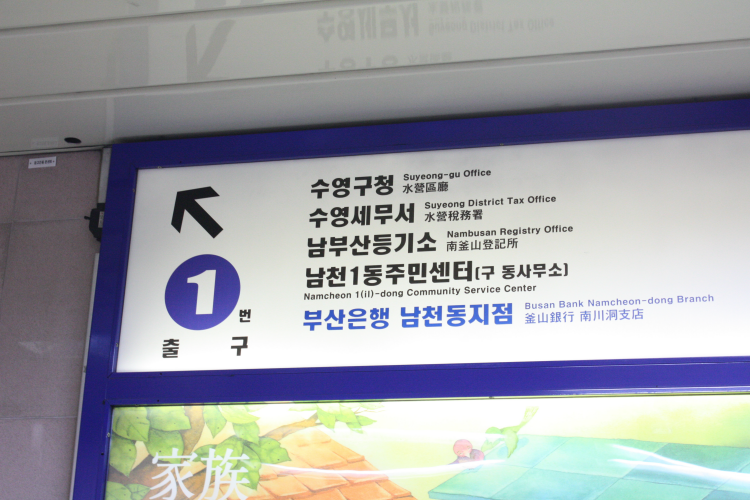 수영구청 Suyeong-gu Office
水營區廳
수영세무서 Suyeong District Tax Office
水營稅務署
남부산등기소 Nambusan Registry Office
南釜山登記所
남천1동주민센터(구 동사무소)
Namcheon 1(il)-dong Community Service Center
부산은행 남천동지점 Busan Bank Namcheon-dong Branch
釜山銀行 南川洞支店
1번
출구
家族